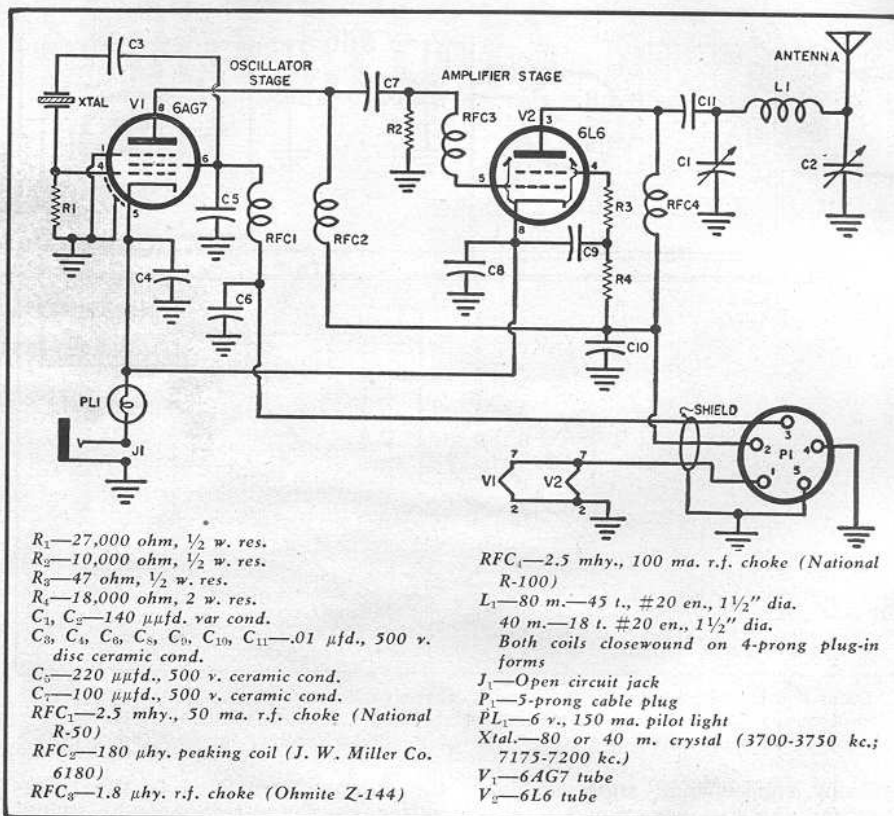 C3
OSCILLATOR STAGE
C7
AMPLIFIER STAGE
ANTENNA
XTAL
V1
8
6AG7
R2
RFC3
V2
3
6L6
C11
L1
1
4
6
5
C1
C2
R1
C5
RFC1
RFC2
5
4
8
R3
RFC4
C4
C6
C8
C9
R4
C10
PL1
J1
SHIELD
3
2
P1
4
1
5
V1
7
2
V2
7
2
R₁—27,000 ohm, ½ w. res.
R₂—10,000 ohm, ½ w. res.
R₃—47 ohm, ½ w. res.
R₄—18,000 ohm, 2 w. res.
C₁, C₂—140 μμfd. var cond.
C₃, C₄, C₆, C₈, C₉, C₁₀, C₁₁—.01 μfd., 500 v.
disc ceramic cond.
C₅—220 μμfd., 500 v. ceramic cond.
C₇—100 μμfd., 500 v. ceramic cond.
RFC₁—2.5 mhy., 50 ma. r.f. choke (National
R-50)
RFC₂—180 μhy. peaking coil (J. W. Miller Co.
6180)
RFC₃—1.8 μhy. r.f. choke (Ohmite Z-144)
RFC₄—2.5 mhy., 100 ma. r.f. choke (National
R-100)
L₁—80 m.—45 t., #20 en., 1½" dia.
40 m.—18 t. #20 en., 1½" dia.
Both coils closewound on 4-prong plug-in
forms
J₁—Open circuit jack
P₁—5-prong cable plug
PL₁—6 v., 150 ma. pilot light
Xtal.—80 or 40 m. crystal (3700-3750 kc.;
7175-7200 kc.)
V₁—6AG7 tube
V₂—6L6 tube